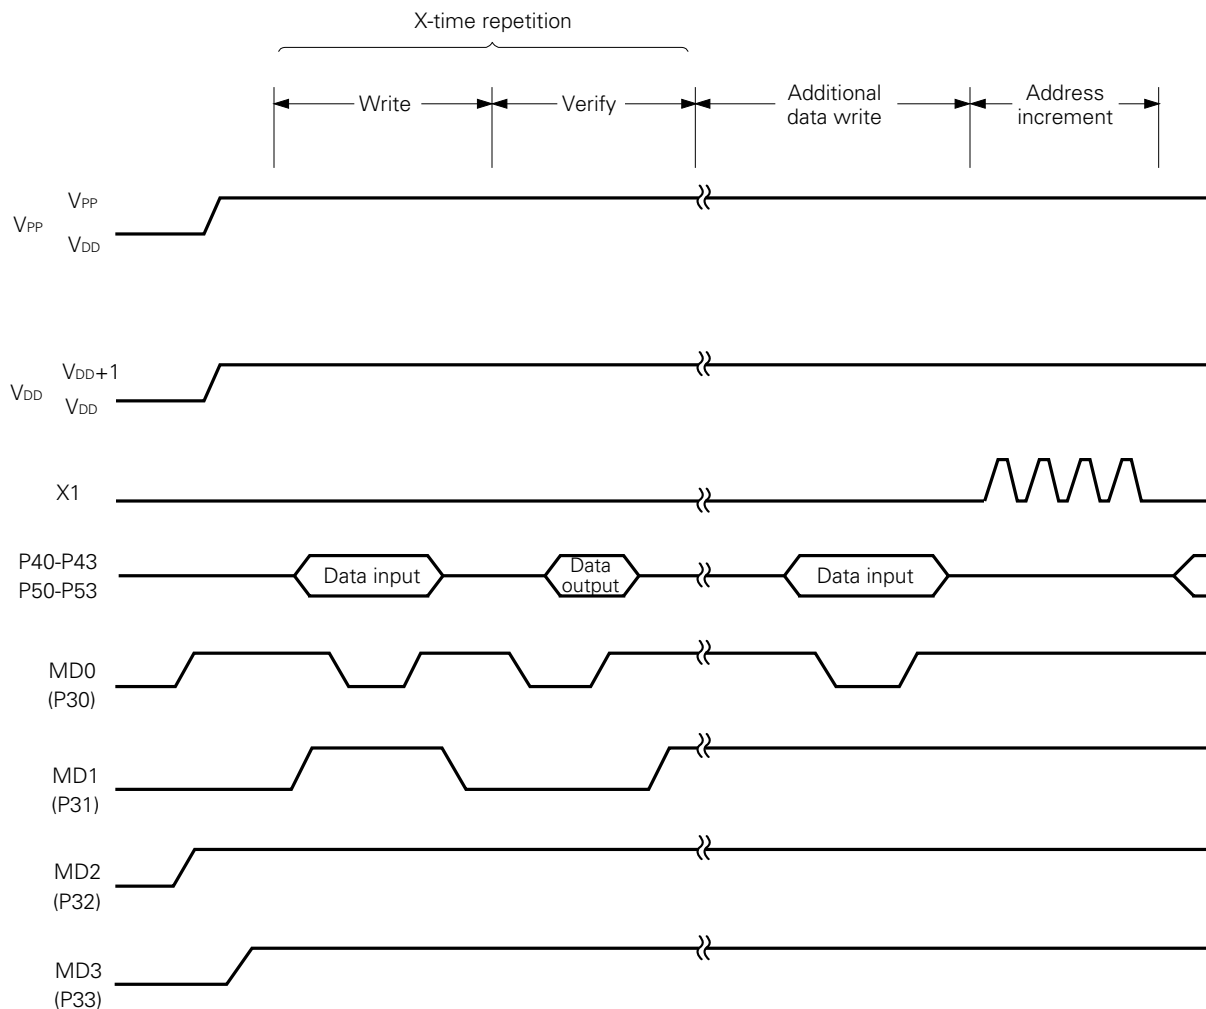 X-time repetition
Write
Verify
Additional
data write
Address
increment
VPP
VPP
VDD
VDD+1
VDD
VDD
X1
P40-P43
P50-P53
Data input
Data
output
Data input
MD0
(P30)
MD1
(P31)
MD2
(P32)
MD3
(P33)